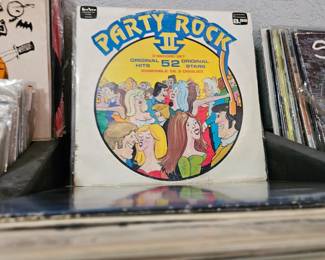 PARTY ROCK
II
ORIGINAL 52 ORIGINAL
HITS STARS